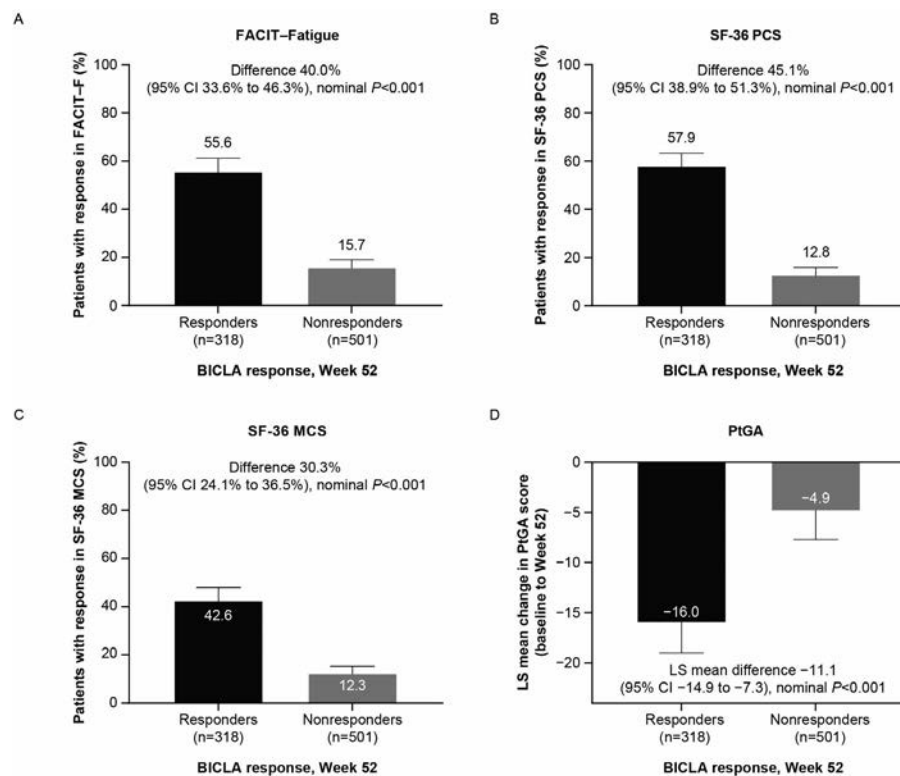 A
FACIT–Fatigue
Patients with response in FACIT–F (%)
100
80
60
40
20
0
Difference 40.0%
(95% CI 33.6% to 46.3%), nominal P<0.001
55.6
15.7
Responders
(n=318)
Nonresponders
(n=501)
BICLA response, Week 52
B
SF-36 PCS
Patients with response in SF-36 PCS (%)
100
80
60
40
20
0
Difference 45.1%
(95% CI 38.9% to 51.3%), nominal P<0.001
57.9
12.8
Responders
(n=318)
Nonresponders
(n=501)
BICLA response, Week 52
C
SF-36 MCS
Patients with response in SF-36 MCS (%)
100
80
60
40
20
0
Difference 30.3%
(95% CI 24.1% to 36.5%), nominal P<0.001
42.6
12.3
Responders
(n=318)
Nonresponders
(n=501)
BICLA response, Week 52
D
PtGA
LS mean change in PtGA score
(baseline to Week 52)
0
−5
−10
−15
−20
−4.9
−16.0
LS mean difference −11.1
(95% CI −14.9 to −7.3), nominal P<0.001
Responders
(n=318)
Nonresponders
(n=501)
BICLA response, Week 52